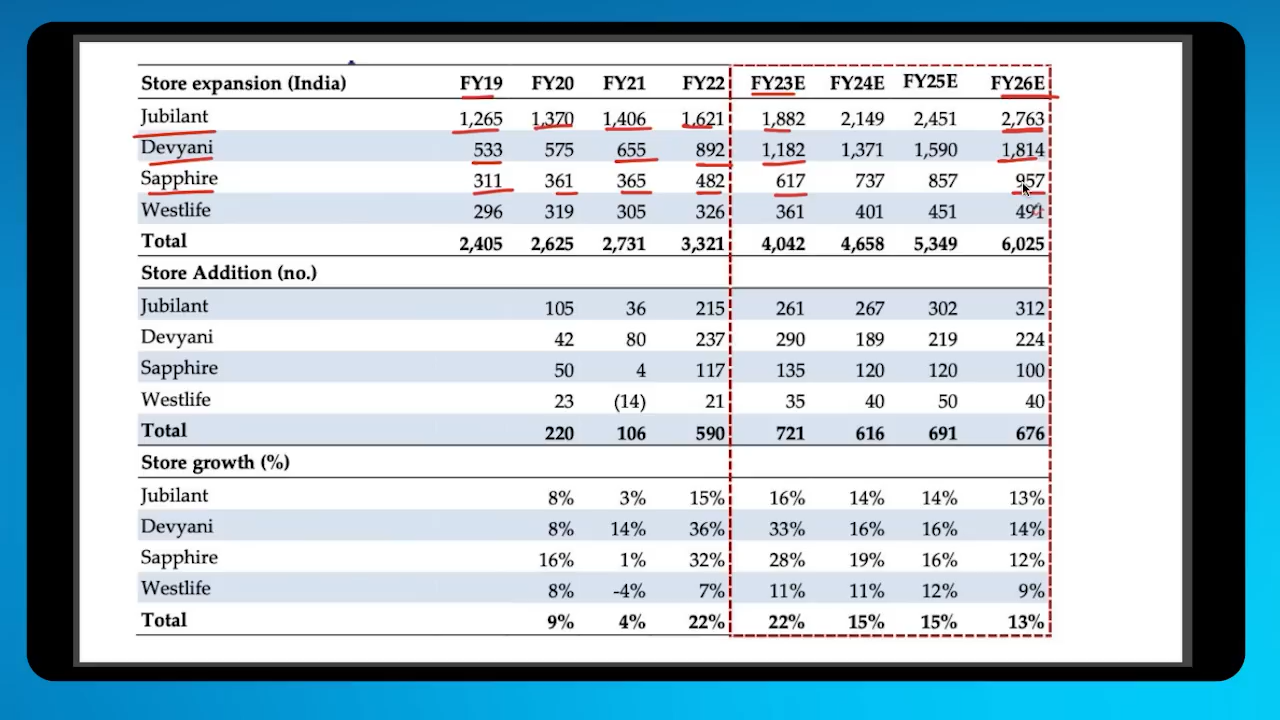 Store expansion (India) FY19 FY20 FY21 FY22 FY23E FY24E FY25E FY26E
Jubilant 1,265 1,370 1,406 1,621 1,882 2,149 2,451 2,763
Devyani 533 575 655 892 1,182 1,371 1,590 1,814
Sapphire 311 361 365 482 617 737 857 957
Westlife 296 319 305 326 361 401 451 491
Total 2,405 2,625 2,731 3,321 4,042 4,658 5,349 6,025
Store Addition (no.)
Jubilant 105 36 215 261 267 302 312
Devyani 42 80 237 290 189 219 224
Sapphire 50 4 117 135 120 120 100
Westlife 23 (14) 21 35 40 50 40
Total 220 106 590 721 616 691 676
Store growth (%)
Jubilant 8% 3% 15% 16% 14% 14% 13%
Devyani 8% 14% 36% 33% 16% 16% 14%
Sapphire 16% 1% 32% 28% 19% 16% 12%
Westlife 8% -4% 7% 11% 11% 12% 9%
Total 9% 4% 22% 22% 15% 15% 13%